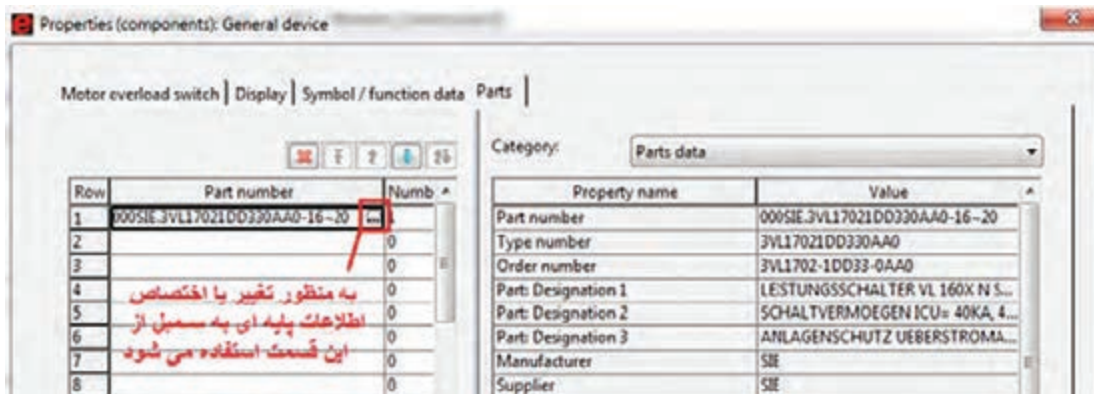 Properties (components): General device
Motor overload switch Display Symbol / function data Parts
Category: Parts data
Row Part number Numb
1 000SIE.3VL17021DD330AA0-16-20 ...
2 0
3 0
4 0
5 0
6 0
7 0
8 0
به منظور تغییر یا اختصاص
اطلاعات پایه ای به سمبل از
این قسمت استفاده می شود
Property name Value
Part number 000SIE.3VL17021DD330AA0-16-20
Type number 3VL17021DD330AA0
Order number 3VL1702-1DD33-0AA0
Part: Designation 1 LEISTUNGSSCHALTER VL 160X N S...
Part: Designation 2 SCHALTVERMOEGEN ICU= 40KA, 4...
Part: Designation 3 ANLAGENSCHUTZ UEBERSTROMA...
Manufacturer SIE
Supplier SIE